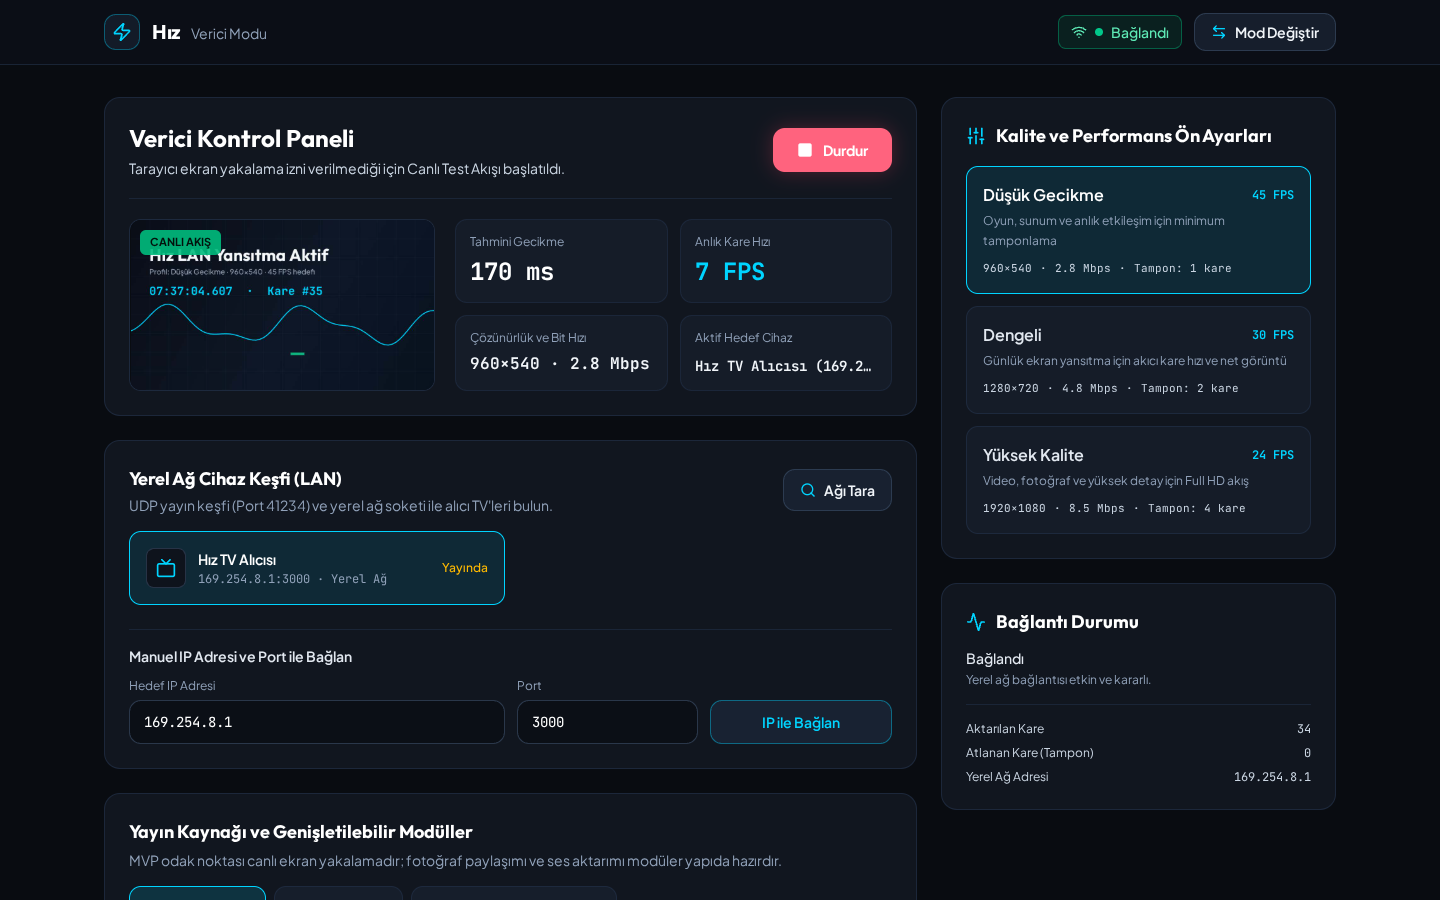 Hız Verici Modu
Bağlandı
Mod Değiştir
Verici Kontrol Paneli
Tarayıcı ekran yakalama izni verilmediği için Canlı Test Akışı başlatıldı.
Durdur
CANLI AKIŞ
Hız LAN Yansıtma Aktif
Profil: Düşük Gecikme · 960×540 · 45 FPS hedefi
07:37:04.607 · Kare #35
Tahmini Gecikme
170 ms
Anlık Kare Hızı
7 FPS
Çözünürlük ve Bit Hızı
960×540 · 2.8 Mbps
Aktif Hedef Cihaz
Hız TV Alıcısı (169.2…
Yerel Ağ Cihaz Keşfi (LAN)
UDP yayın keşfi (Port 41234) ve yerel ağ soketi ile alıcı TV'leri bulun.
Ağı Tara
Hız TV Alıcısı
169.254.8.1:3000 · Yerel Ağ
Yayında
Manuel IP Adresi ve Port ile Bağlan
Hedef IP Adresi
Port
169.254.8.1
3000
IP ile Bağlan
Yayın Kaynağı ve Genişletilebilir Modüller
MVP odak noktası canlı ekran yakalamadır; fotoğraf paylaşımı ve ses aktarımı modüler yapıda hazırdır.
Kalite ve Performans Ön Ayarları
Düşük Gecikme
45 FPS
Oyun, sunum ve anlık etkileşim için minimum
tamponlama
960×540 · 2.8 Mbps · Tampon: 1 kare
Dengeli
30 FPS
Günlük ekran yansıtma için akıcı kare hızı ve net görüntü
1280×720 · 4.8 Mbps · Tampon: 2 kare
Yüksek Kalite
24 FPS
Video, fotoğraf ve yüksek detay için Full HD akış
1920×1080 · 8.5 Mbps · Tampon: 4 kare
Bağlantı Durumu
Bağlandı
Yerel ağ bağlantısı etkin ve kararlı.
Aktarılan Kare 34
Atlanan Kare (Tampon) 0
Yerel Ağ Adresi 169.254.8.1